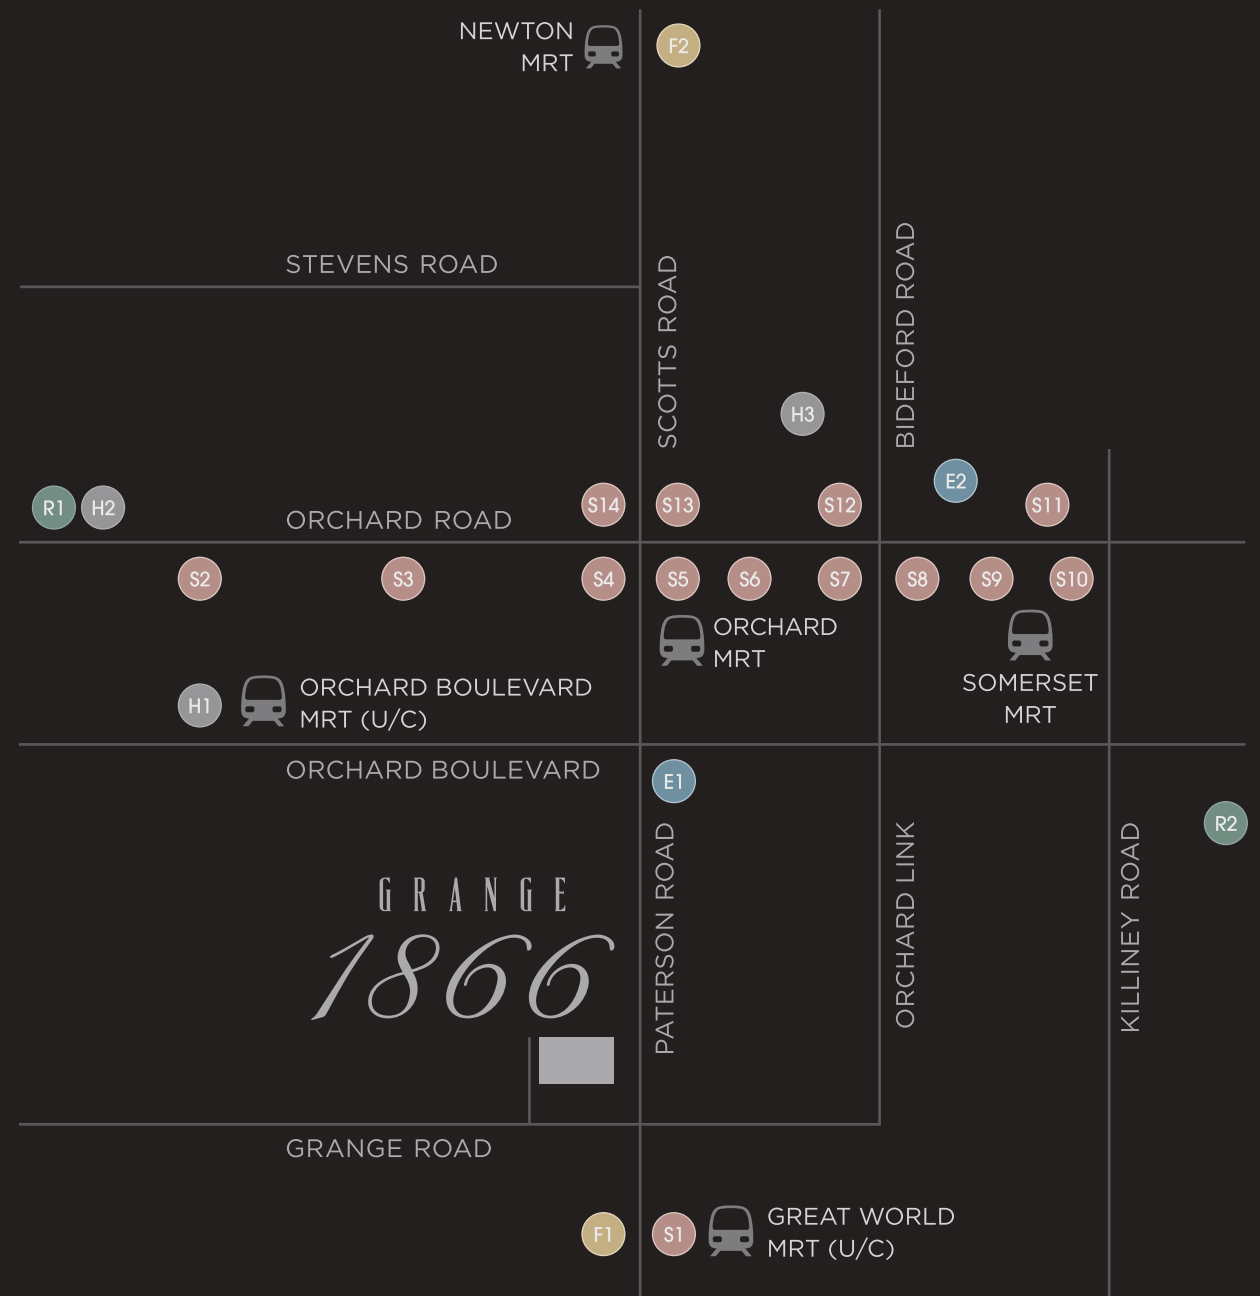 NEWTON
MRT
F2
STEVENS ROAD
SCOTTS ROAD
BIDEFORD ROAD
H3
E2
R1
H2
ORCHARD ROAD
S14
S13
S12
S11
S2
S3
S4
S5
S6
S7
S8
S9
S10
ORCHARD
MRT
SOMERSET
MRT
H1
ORCHARD BOULEVARD
MRT (U/C)
ORCHARD BOULEVARD
E1
R2
PATERSON ROAD
ORCHARD LINK
KILLINEY ROAD
GRANGE
1866
GRANGE ROAD
F1
S1
GREAT WORLD
MRT (U/C)